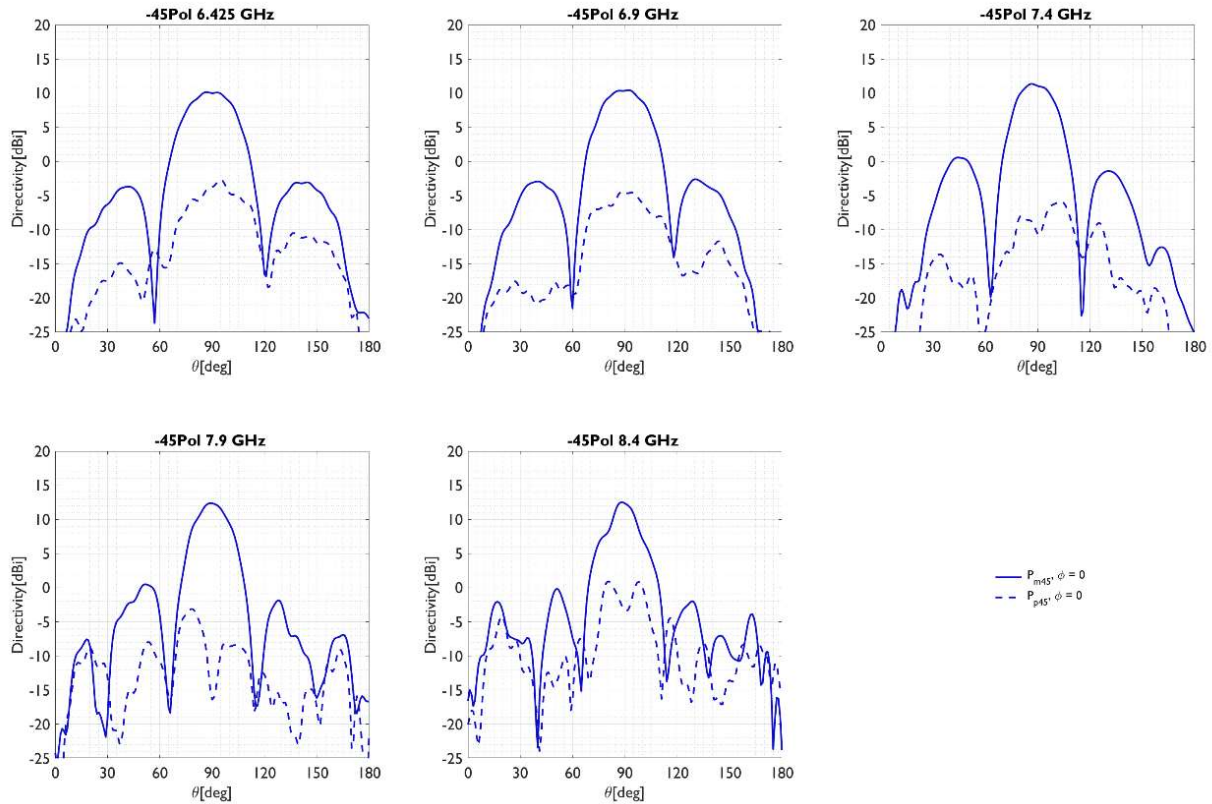 -45Pol 6.425 GHz
20
15
10
5
0
-5
-10
-15
-20
-25
Directivity[dBi]
0 30 60 90 120 150 180
θ[deg]
-45Pol 6.9 GHz
20
15
10
5
0
-5
-10
-15
-20
-25
Directivity[dBi]
0 30 60 90 120 150 180
θ[deg]
-45Pol 7.4 GHz
20
15
10
5
0
-5
-10
-15
-20
-25
Directivity[dBi]
0 30 60 90 120 150 180
θ[deg]
-45Pol 7.9 GHz
20
15
10
5
0
-5
-10
-15
-20
-25
Directivity[dBi]
0 30 60 90 120 150 180
θ[deg]
-45Pol 8.4 GHz
20
15
10
5
0
-5
-10
-15
-20
-25
Directivity[dBi]
0 30 60 90 120 150 180
θ[deg]
Pm45, ϕ = 0
Pp45, ϕ = 0